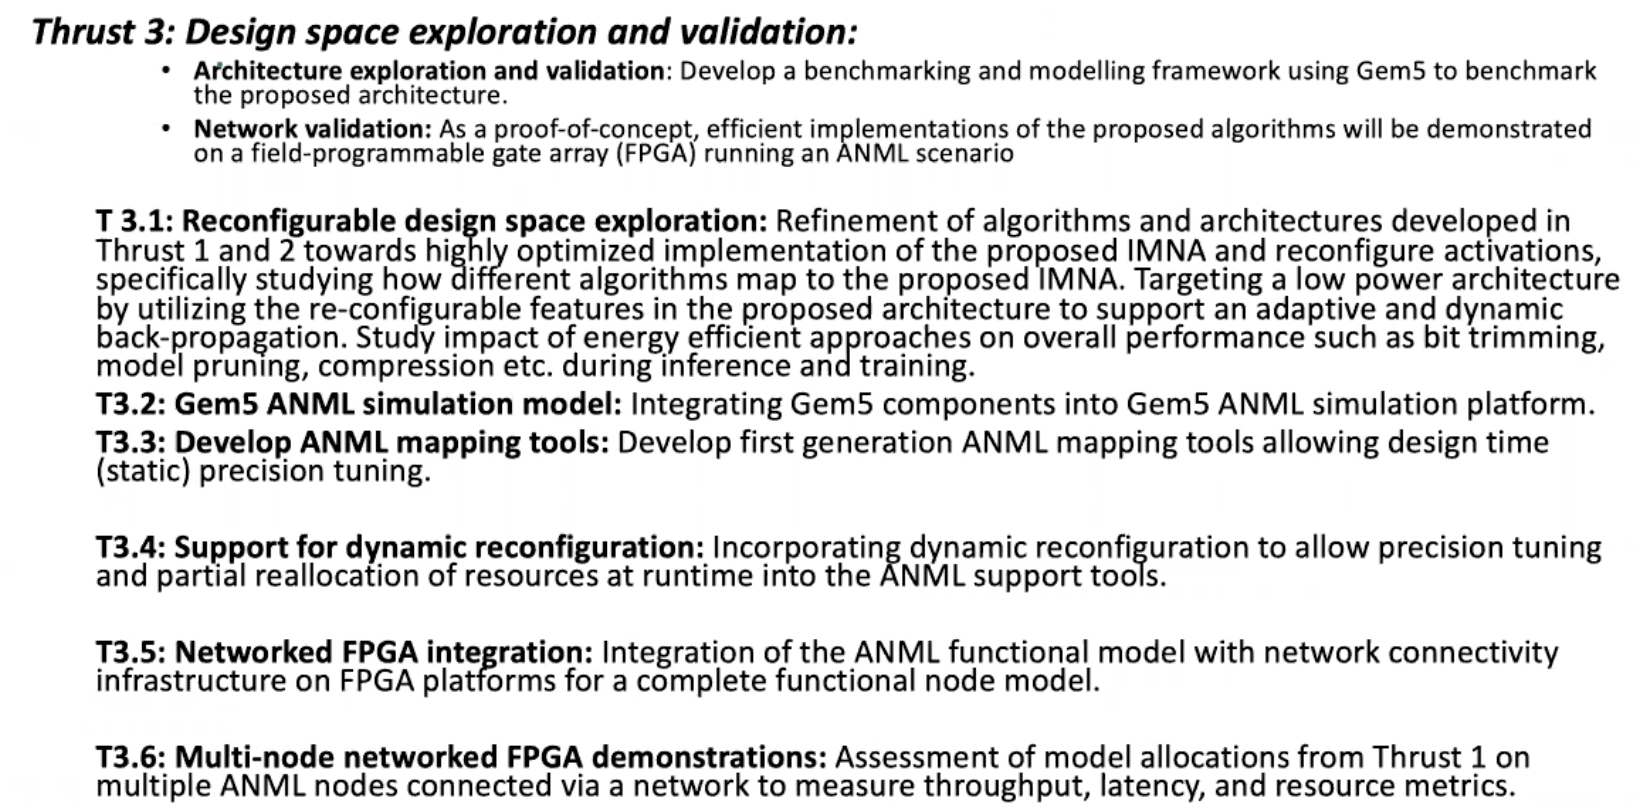 Thrust 3: Design space exploration and validation:
• Architecture exploration and validation: Develop a benchmarking and modelling framework using Gem5 to benchmark
the proposed architecture.
• Network validation: As a proof-of-concept, efficient implementations of the proposed algorithms will be demonstrated
on a field-programmable gate array (FPGA) running an ANML scenario
T 3.1: Reconfigurable design space exploration: Refinement of algorithms and architectures developed in
Thrust 1 and 2 towards highly optimized implementation of the proposed IMNA and reconfigure activations,
specifically studying how different algorithms map to the proposed IMNA. Targeting a low power architecture
by utilizing the re-configurable features in the proposed architecture to support an adaptive and dynamic
back-propagation. Study impact of energy efficient approaches on overall performance such as bit trimming,
model pruning, compression etc. during inference and training.
T3.2: Gem5 ANML simulation model: Integrating Gem5 components into Gem5 ANML simulation platform.
T3.3: Develop ANML mapping tools: Develop first generation ANML mapping tools allowing design time
(static) precision tuning.
T3.4: Support for dynamic reconfiguration: Incorporating dynamic reconfiguration to allow precision tuning
and partial reallocation of resources at runtime into the ANML support tools.
T3.5: Networked FPGA integration: Integration of the ANML functional model with network connectivity
infrastructure on FPGA platforms for a complete functional node model.
T3.6: Multi-node networked FPGA demonstrations: Assessment of model allocations from Thrust 1 on
multiple ANML nodes connected via a network to measure throughput, latency, and resource metrics.